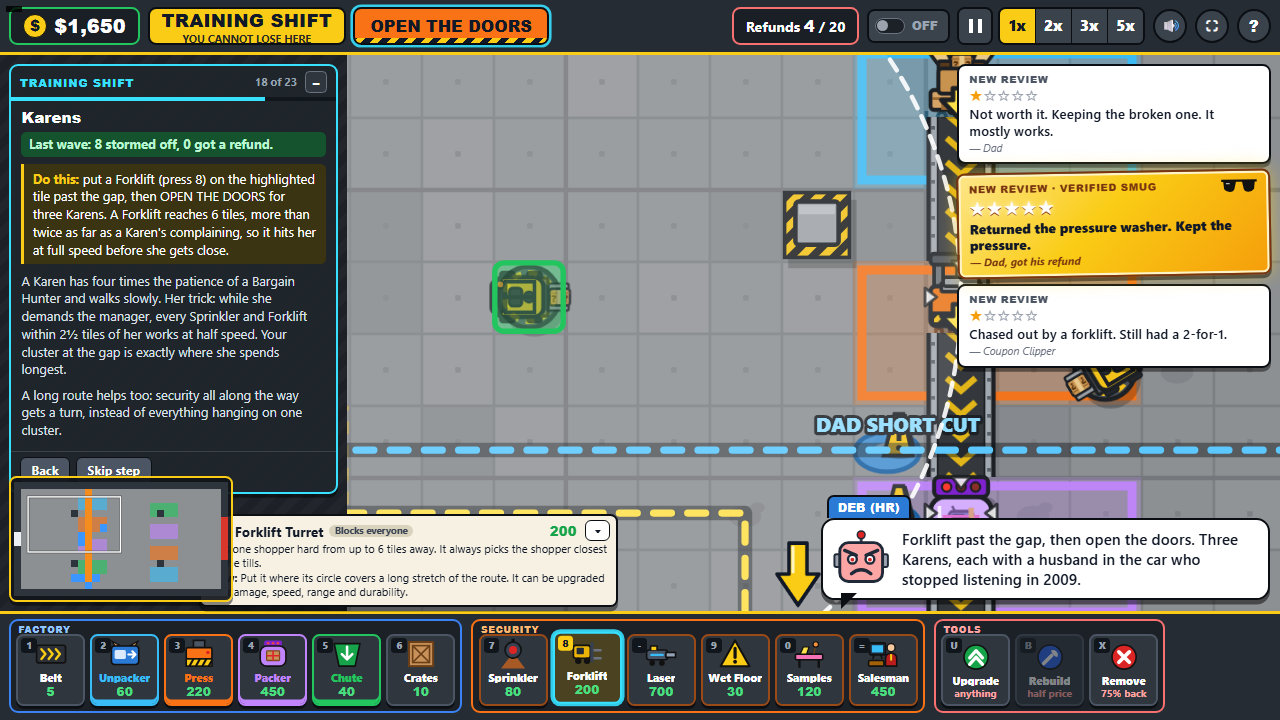 $ $1,650
TRAINING SHIFT
YOU CANNOT LOSE HERE
OPEN THE DOORS
Refunds 4 / 20
OFF
1x
2x
3x
5x
?
TRAINING SHIFT
18 of 23
Karens
Last wave: 8 stormed off, 0 got a refund.
Do this: put a Forklift (press 8) on the highlighted
tile past the gap, then OPEN THE DOORS for
three Karens. A Forklift reaches 6 tiles, more than
twice as far as a Karen's complaining, so it hits her
at full speed before she gets close.
A Karen has four times the patience of a Bargain
Hunter and walks slowly. Her trick: while she
demands the manager, every Sprinkler and Forklift
within 2½ tiles of her works at half speed. Your
cluster at the gap is exactly where she spends
longest.
A long route helps too: security all along the way
gets a turn, instead of everything hanging on one
cluster.
Back
Skip step
NEW REVIEW
Not worth it. Keeping the broken one. It
mostly works.
— Dad
NEW REVIEW · VERIFIED SMUG
Returned the pressure washer. Kept the
pressure.
— Dad, got his refund
NEW REVIEW
Chased out by a forklift. Still had a 2-for-1.
— Coupon Clipper
DAD SHORT CUT
DEB (HR)
Forklift past the gap, then open the doors. Three
Karens, each with a husband in the car who
stopped listening in 2009.
Forklift Turret
Blocks everyone
200
one shopper hard from up to 6 tiles away. It always picks the shopper closest
e tills.
Put it where its circle covers a long stretch of the route. It can be upgraded
amage, speed, range and durability.
FACTORY
1
Belt
5
2
Unpacker
60
3
Press
220
4
Packer
450
5
Chute
40
6
Crates
10
SECURITY
7
Sprinkler
80
8
Forklift
200
-
Laser
700
9
Wet Floor
30
0
Samples
120
=
Salesman
450
TOOLS
U
Upgrade
anything
B
Rebuild
half price
X
Remove
75% back